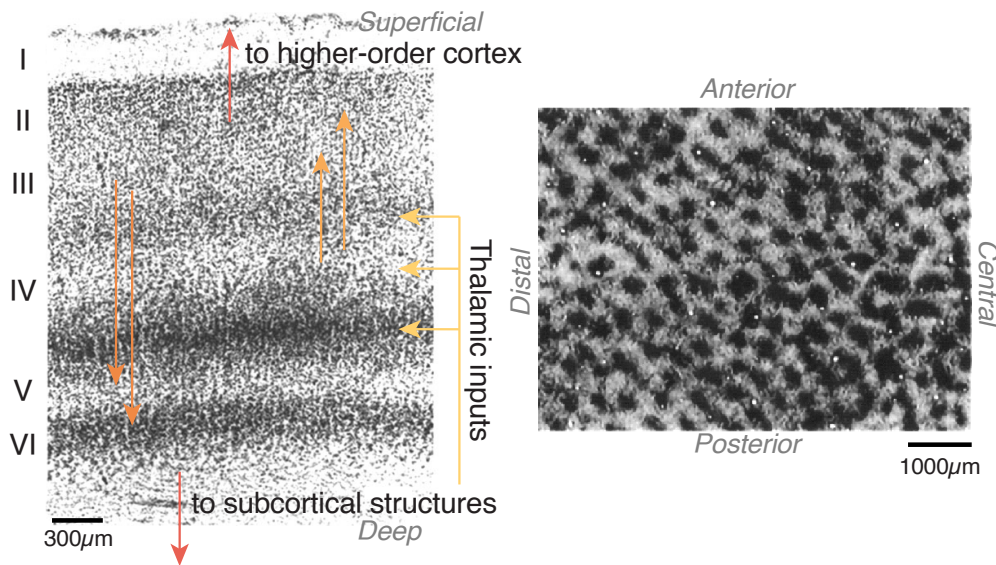 Superficial
to higher-order cortex
I
II
III
IV
V
VI
Thalamic inputs
to subcortical structures
Deep
300µm
Anterior
Distal
Central
Posterior
1000µm